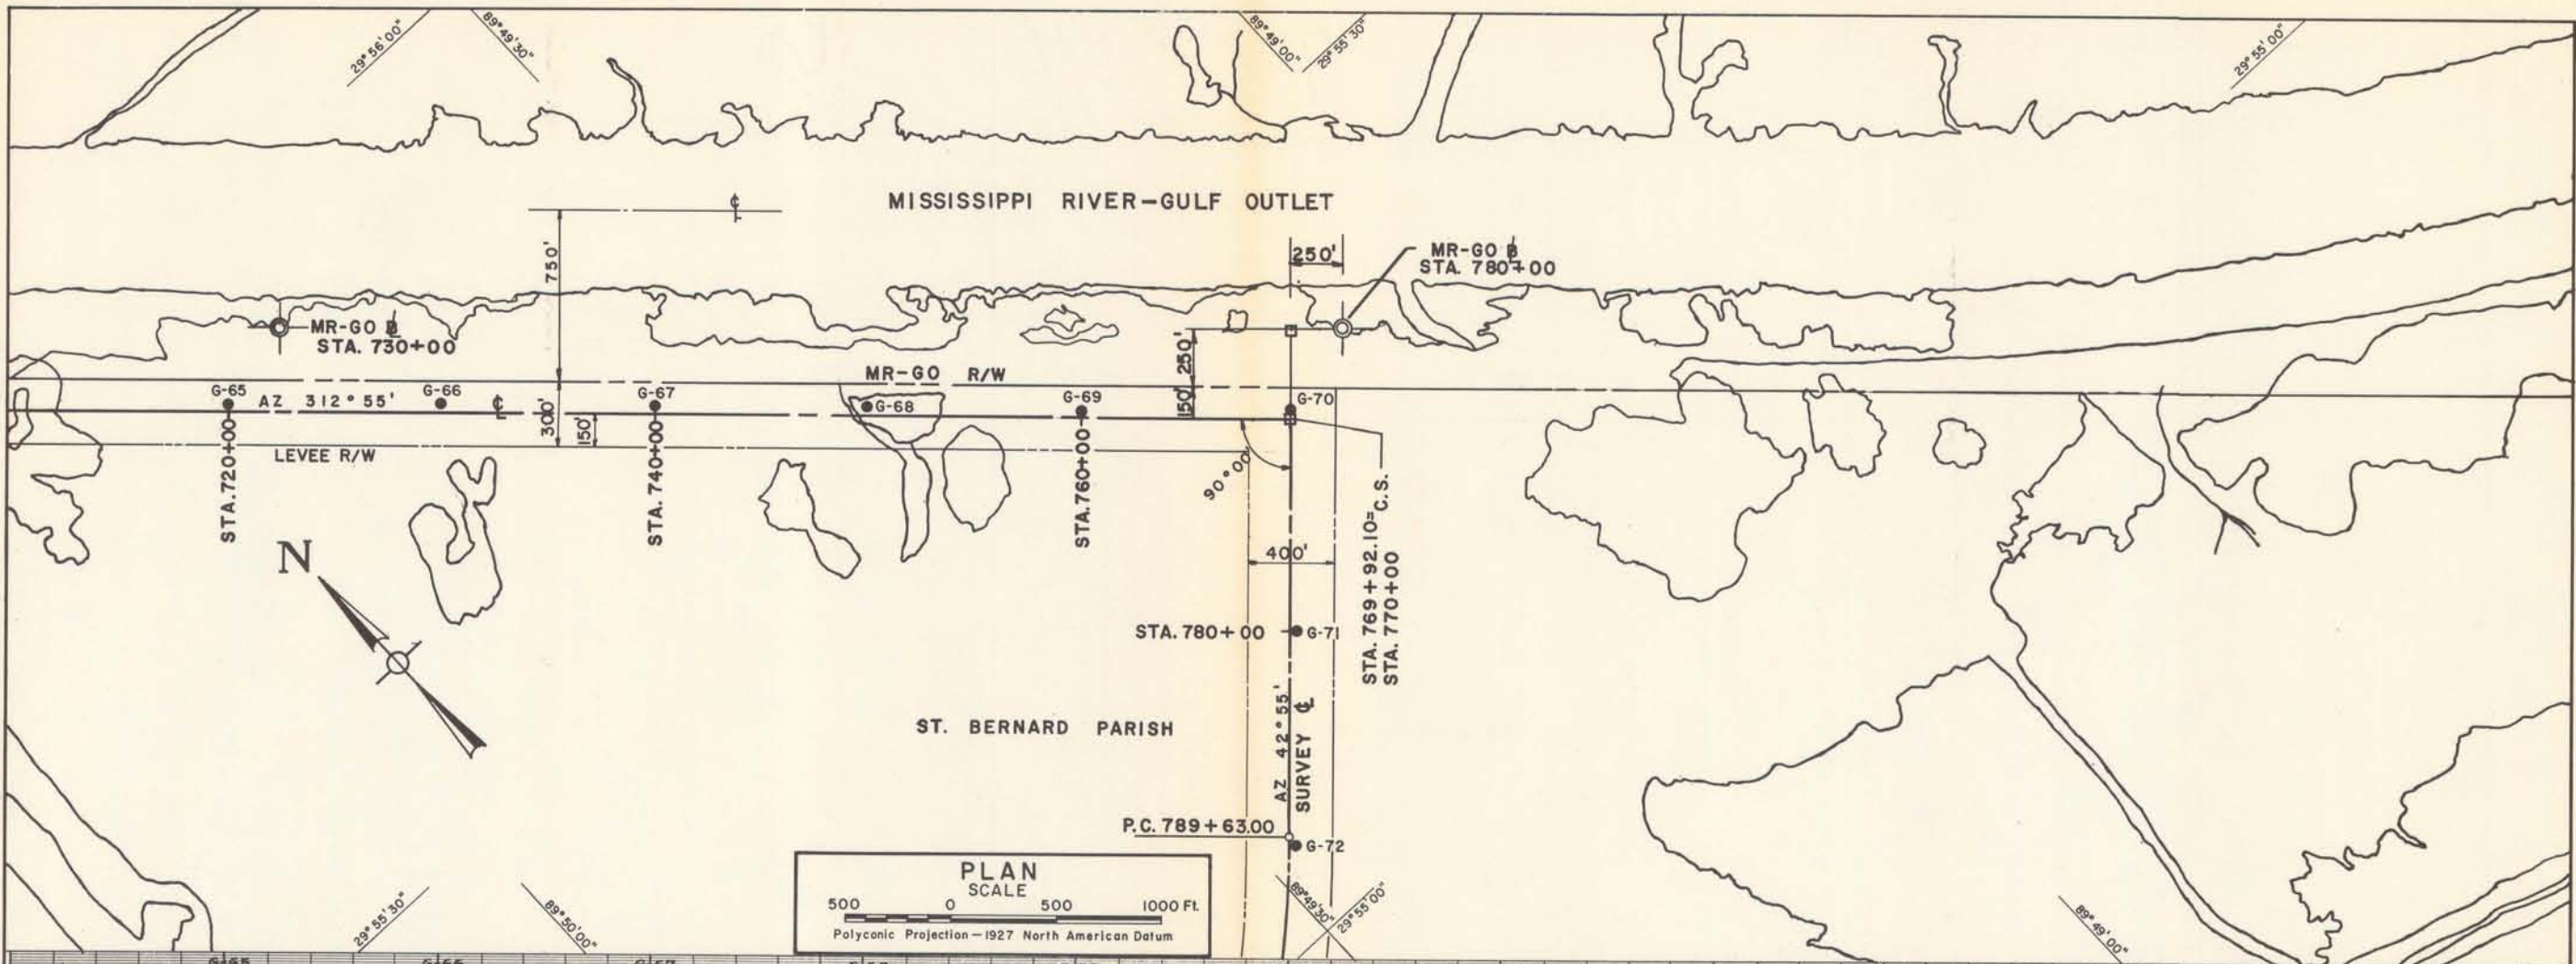 29°56'00"
89°49'30"
89°49'00"
29°55'30"
29°55'00"
MISSISSIPPI RIVER-GULF OUTLET
℄
750'
250'
MR-GO ⅊
STA. 780+00
MR-GO ⅊
STA. 730+00
250'
MR-GO R/W
G-65
AZ 312°55'
G-66
℄
G-67
G-68
G-69
G-70
300'
150'
150'
LEVEE R/W
STA. 720+00
STA. 740+00
STA. 760+00
90°00'
N
400'
STA. 769+92.10= C.S.
STA. 770+00
STA. 780+00
G-71
AZ 42°55'
SURVEY ℄
ST. BERNARD PARISH
P.C. 789+63.00
G-72
PLAN
SCALE
500 0 500 1000 Ft.
Polyconic Projection—1927 North American Datum
29°55'30"
89°50'00"
89°49'30"
29°55'00"
89°49'00"
G-65
G-66
G-67